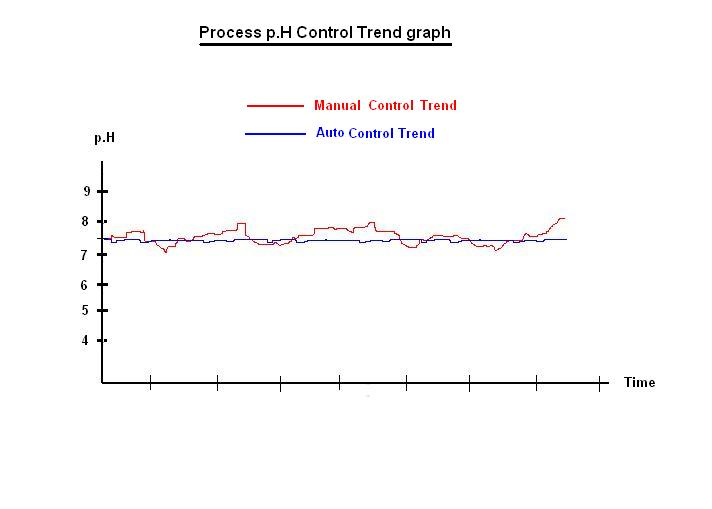 Process p.H Control Trend graph
Manual Control Trend
Auto Control Trend
p.H
9
8
7
6
5
4
Time